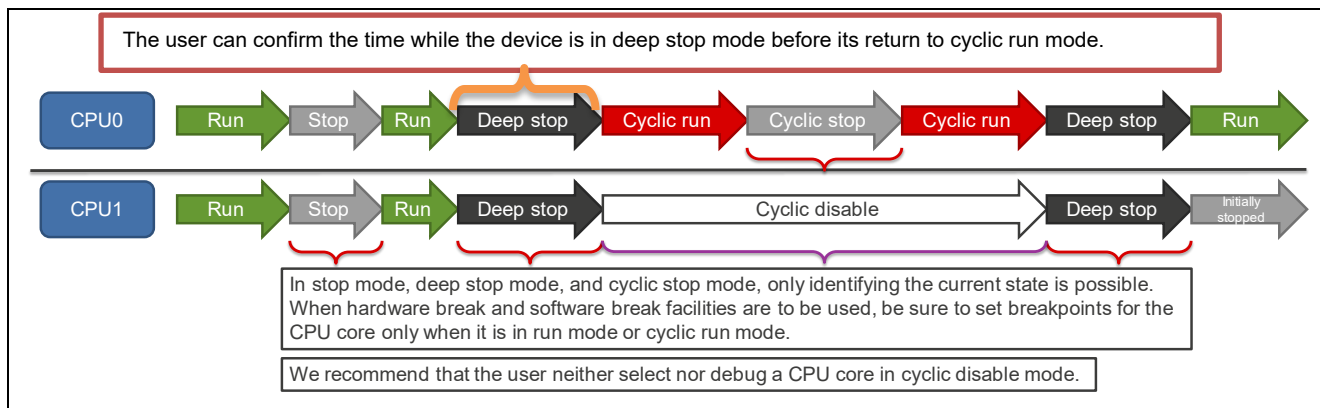 The user can confirm the time while the device is in deep stop mode before its return to cyclic run mode.
CPU0
Run
Stop
Run
Deep stop
Cyclic run
Cyclic stop
Cyclic run
Deep stop
Run
CPU1
Run
Stop
Run
Deep stop
Cyclic disable
Deep stop
Initially
stopped
In stop mode, deep stop mode, and cyclic stop mode, only identifying the current state is possible.
When hardware break and software break facilities are to be used, be sure to set breakpoints for the
CPU core only when it is in run mode or cyclic run mode.
We recommend that the user neither select nor debug a CPU core in cyclic disable mode.